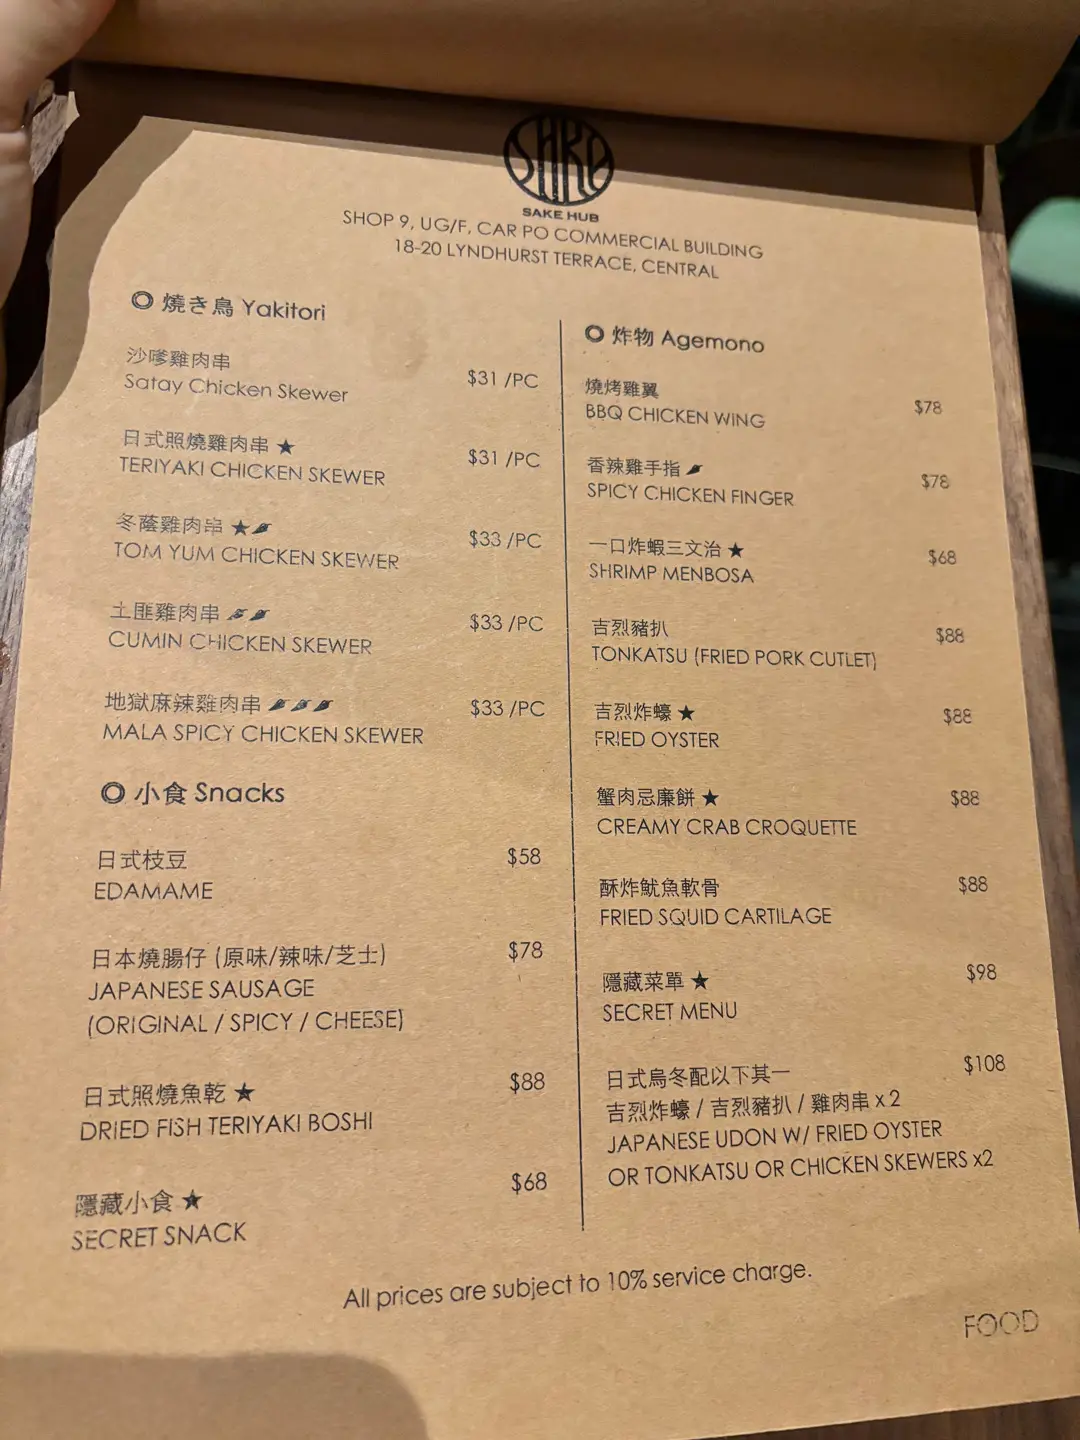 SAKE HUB
SHOP 9, UG/F, CAR PO COMMERCIAL BUILDING
18-20 LYNDHURST TERRACE, CENTRAL
燒き鳥 Yakitori
沙嗲雞肉串
Satay Chicken Skewer
$31 /PC
日式照燒雞肉串 ★
TERIYAKI CHICKEN SKEWER
$31 /PC
冬蔭雞肉串 ★
TOM YUM CHICKEN SKEWER
$33 /PC
土匪雞肉串
CUMIN CHICKEN SKEWER
$33 /PC
地獄麻辣雞肉串
MALA SPICY CHICKEN SKEWER
$33 /PC
小食 Snacks
日式枝豆
EDAMAME
$58
日本燒腸仔 (原味/辣味/芝士)
JAPANESE SAUSAGE
(ORIGINAL / SPICY / CHEESE)
$78
日式照燒魚乾 ★
DRIED FISH TERIYAKI BOSHI
$88
隱藏小食 ★
SECRET SNACK
$68
炸物 Agemono
燒烤雞翼
BBQ CHICKEN WING
$78
香辣雞手指
SPICY CHICKEN FINGER
$78
一口炸蝦三文治 ★
SHRIMP MENBOSA
$68
吉烈豬扒
TONKATSU (FRIED PORK CUTLET)
$88
吉烈炸蠔 ★
FRIED OYSTER
$88
蟹肉忌廉餅 ★
CREAMY CRAB CROQUETTE
$88
酥炸魷魚軟骨
FRIED SQUID CARTILAGE
$88
隱藏菜單 ★
SECRET MENU
$98
日式烏冬配以下其一
吉烈炸蠔 / 吉烈豬扒 / 雞肉串 x 2
JAPANESE UDON W/ FRIED OYSTER
OR TONKATSU OR CHICKEN SKEWERS x2
$108
All prices are subject to 10% service charge.
FOOD